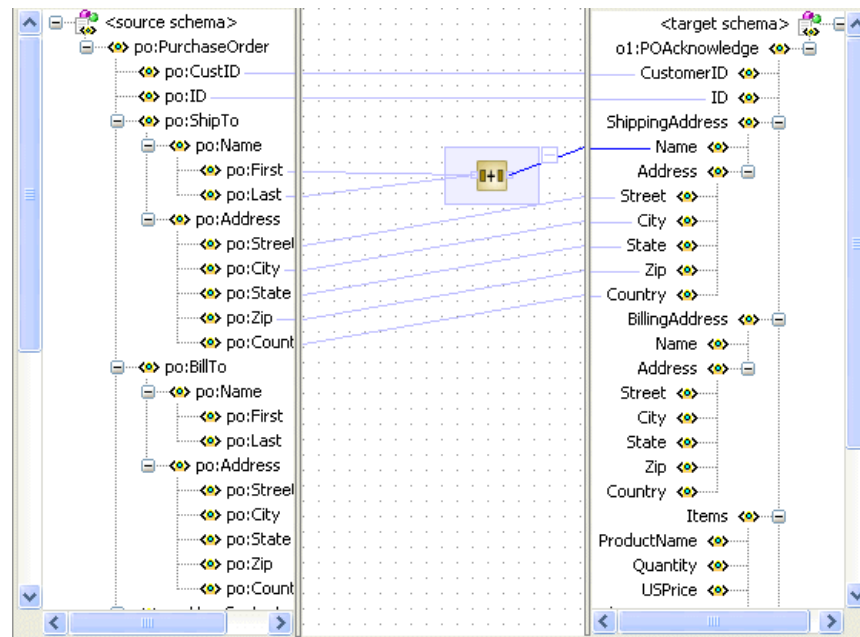 <source schema>
po:PurchaseOrder
po:CustID
po:ID
po:ShipTo
po:Name
po:First
po:Last
po:Address
po:Street
po:City
po:State
po:Zip
po:Count
po:BillTo
po:Name
po:First
po:Last
po:Address
po:Street
po:City
po:State
po:Zip
po:Count
<target schema>
o1:POAcknowledge
CustomerID
ID
ShippingAddress
Name
Address
Street
City
State
Zip
Country
BillingAddress
Name
Address
Street
City
State
Zip
Country
Items
ProductName
Quantity
USPrice